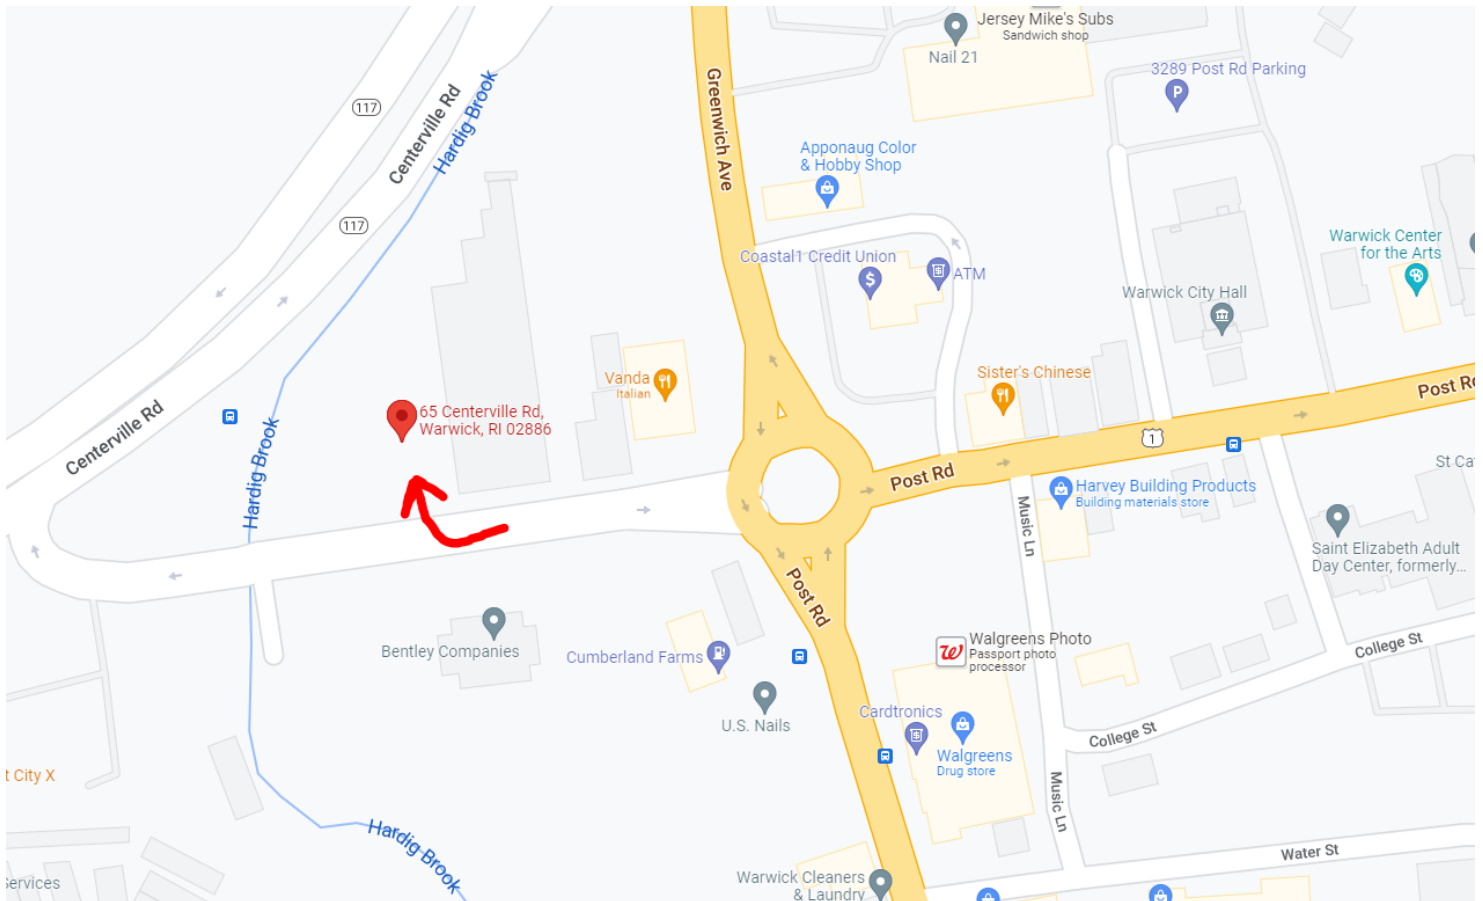 Jersey Mike's Subs
Sandwich shop
Nail 21
3289 Post Rd Parking
P
117
Centerville Rd
Hardig Brook
Greenwich Ave
Apponaug Color
& Hobby Shop
117
Coastal1 Credit Union
$
$
ATM
Warwick Center
for the Arts
Warwick City Hall
Vanda
Italian
Sister's Chinese
Post
65 Centerville Rd,
Warwick, RI 02886
Centerville Rd
Hardig Brook
1
Post Rd
Harvey Building Products
Building materials store
Music Ln
Saint Elizabeth Adult
Day Center, formerly...
Post Rd
Bentley Companies
Cumberland Farms
W
Walgreens Photo
Passport photo
processor
College St
U.S. Nails
Cardtronics
$
College St
Walgreens
Drug store
t City X
Music Ln
Hardig Brook
Water St
Services
Warwick Cleaners
& Laundry